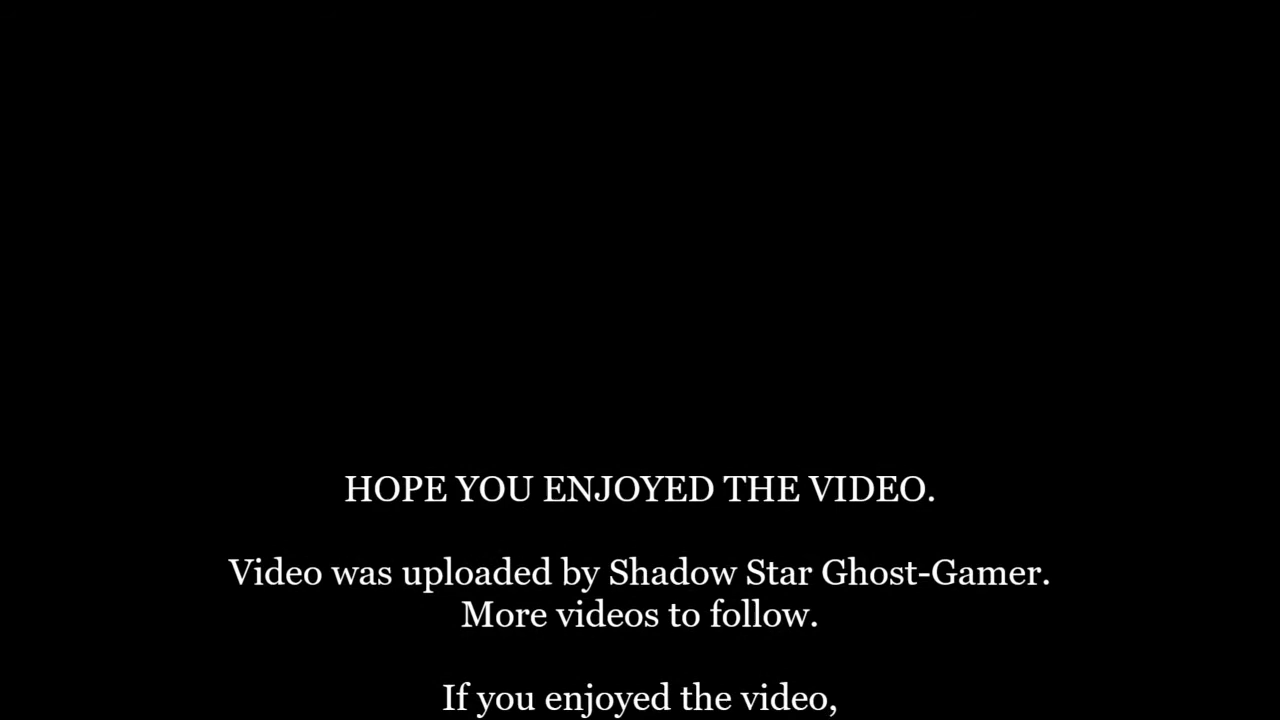 HOPE YOU ENJOYED THE VIDEO.
Video was uploaded by Shadow Star Ghost-Gamer.
More videos to follow.
If you enjoyed the video,